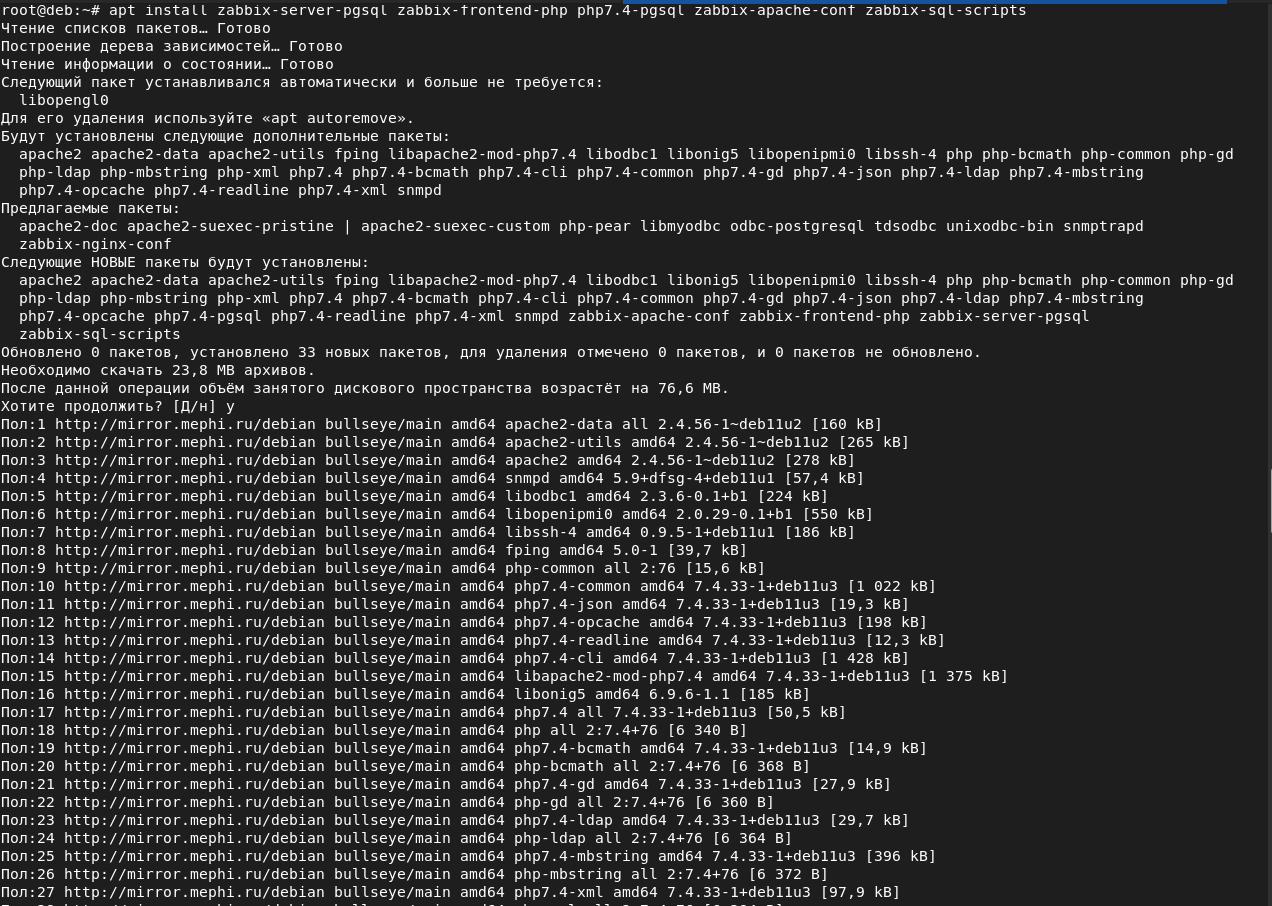 root@deb:~# apt install zabbix-server-pgsql zabbix-frontend-php php7.4-pgsql zabbix-apache-conf zabbix-sql-scripts
Чтение списков пакетов… Готово
Построение дерева зависимостей… Готово
Чтение информации о состоянии… Готово
Следующий пакет устанавливался автоматически и больше не требуется:
  libopengl0
Для его удаления используйте «apt autoremove».
Будут установлены следующие дополнительные пакеты:
  apache2 apache2-data apache2-utils fping libapache2-mod-php7.4 libodbc1 libonig5 libopenipmi0 libssh-4 php php-bcmath php-common php-gd
  php-ldap php-mbstring php-xml php7.4 php7.4-bcmath php7.4-cli php7.4-common php7.4-gd php7.4-json php7.4-ldap php7.4-mbstring
  php7.4-opcache php7.4-readline php7.4-xml snmpd
Предлагаемые пакеты:
  apache2-doc apache2-suexec-pristine | apache2-suexec-custom php-pear libmyodbc odbc-postgresql tdsodbc unixodbc-bin snmptrapd
  zabbix-nginx-conf
Следующие НОВЫЕ пакеты будут установлены:
  apache2 apache2-data apache2-utils fping libapache2-mod-php7.4 libodbc1 libonig5 libopenipmi0 libssh-4 php php-bcmath php-common php-gd
  php-ldap php-mbstring php-xml php7.4 php7.4-bcmath php7.4-cli php7.4-common php7.4-gd php7.4-json php7.4-ldap php7.4-mbstring
  php7.4-opcache php7.4-pgsql php7.4-readline php7.4-xml snmpd zabbix-apache-conf zabbix-frontend-php zabbix-server-pgsql
  zabbix-sql-scripts
Обновлено 0 пакетов, установлено 33 новых пакетов, для удаления отмечено 0 пакетов, и 0 пакетов не обновлено.
Необходимо скачать 23,8 MB архивов.
После данной операции объём занятого дискового пространства возрастёт на 76,6 MB.
Хотите продолжить? [Д/н] y
Пол:1 http://mirror.mephi.ru/debian bullseye/main amd64 apache2-data all 2.4.56-1~deb11u2 [160 kB]
Пол:2 http://mirror.mephi.ru/debian bullseye/main amd64 apache2-utils amd64 2.4.56-1~deb11u2 [265 kB]
Пол:3 http://mirror.mephi.ru/debian bullseye/main amd64 apache2 amd64 2.4.56-1~deb11u2 [278 kB]
Пол:4 http://mirror.mephi.ru/debian bullseye/main amd64 snmpd amd64 5.9+dfsg-4+deb11u1 [57,4 kB]
Пол:5 http://mirror.mephi.ru/debian bullseye/main amd64 libodbc1 amd64 2.3.6-0.1+b1 [224 kB]
Пол:6 http://mirror.mephi.ru/debian bullseye/main amd64 libopenipmi0 amd64 2.0.29-0.1+b1 [550 kB]
Пол:7 http://mirror.mephi.ru/debian bullseye/main amd64 libssh-4 amd64 0.9.5-1+deb11u1 [186 kB]
Пол:8 http://mirror.mephi.ru/debian bullseye/main amd64 fping amd64 5.0-1 [39,7 kB]
Пол:9 http://mirror.mephi.ru/debian bullseye/main amd64 php-common all 2:76 [15,6 kB]
Пол:10 http://mirror.mephi.ru/debian bullseye/main amd64 php7.4-common amd64 7.4.33-1+deb11u3 [1 022 kB]
Пол:11 http://mirror.mephi.ru/debian bullseye/main amd64 php7.4-json amd64 7.4.33-1+deb11u3 [19,3 kB]
Пол:12 http://mirror.mephi.ru/debian bullseye/main amd64 php7.4-opcache amd64 7.4.33-1+deb11u3 [198 kB]
Пол:13 http://mirror.mephi.ru/debian bullseye/main amd64 php7.4-readline amd64 7.4.33-1+deb11u3 [12,3 kB]
Пол:14 http://mirror.mephi.ru/debian bullseye/main amd64 php7.4-cli amd64 7.4.33-1+deb11u3 [1 428 kB]
Пол:15 http://mirror.mephi.ru/debian bullseye/main amd64 libapache2-mod-php7.4 amd64 7.4.33-1+deb11u3 [1 375 kB]
Пол:16 http://mirror.mephi.ru/debian bullseye/main amd64 libonig5 amd64 6.9.6-1.1 [185 kB]
Пол:17 http://mirror.mephi.ru/debian bullseye/main amd64 php7.4 all 7.4.33-1+deb11u3 [50,5 kB]
Пол:18 http://mirror.mephi.ru/debian bullseye/main amd64 php all 2:7.4+76 [6 340 B]
Пол:19 http://mirror.mephi.ru/debian bullseye/main amd64 php7.4-bcmath amd64 7.4.33-1+deb11u3 [14,9 kB]
Пол:20 http://mirror.mephi.ru/debian bullseye/main amd64 php-bcmath all 2:7.4+76 [6 368 B]
Пол:21 http://mirror.mephi.ru/debian bullseye/main amd64 php7.4-gd amd64 7.4.33-1+deb11u3 [27,9 kB]
Пол:22 http://mirror.mephi.ru/debian bullseye/main amd64 php-gd all 2:7.4+76 [6 360 B]
Пол:23 http://mirror.mephi.ru/debian bullseye/main amd64 php7.4-ldap amd64 7.4.33-1+deb11u3 [29,7 kB]
Пол:24 http://mirror.mephi.ru/debian bullseye/main amd64 php-ldap all 2:7.4+76 [6 364 B]
Пол:25 http://mirror.mephi.ru/debian bullseye/main amd64 php7.4-mbstring amd64 7.4.33-1+deb11u3 [396 kB]
Пол:26 http://mirror.mephi.ru/debian bullseye/main amd64 php-mbstring all 2:7.4+76 [6 372 B]
Пол:27 http://mirror.mephi.ru/debian bullseye/main amd64 php7.4-xml amd64 7.4.33-1+deb11u3 [97,9 kB]